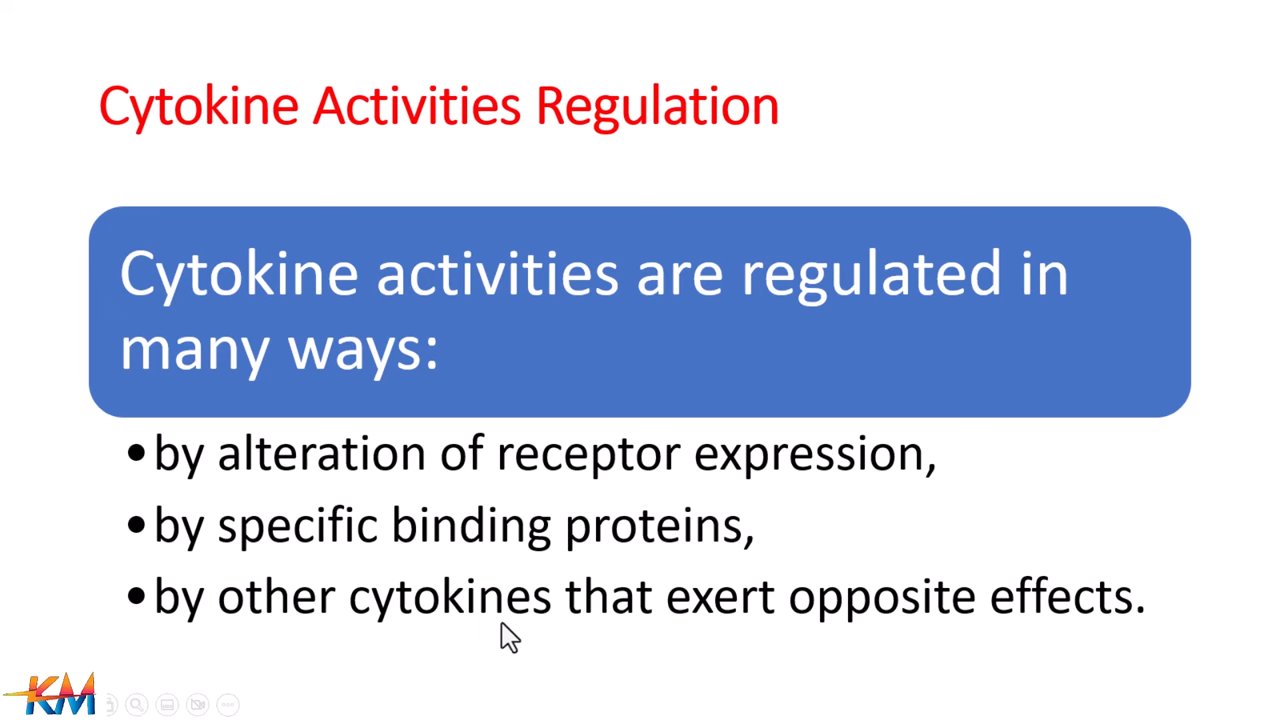 Cytokine Activities Regulation
Cytokine activities are regulated in
many ways:
•by alteration of receptor expression,
•by specific binding proteins,
•by other cytokines that exert opposite effects.
KM